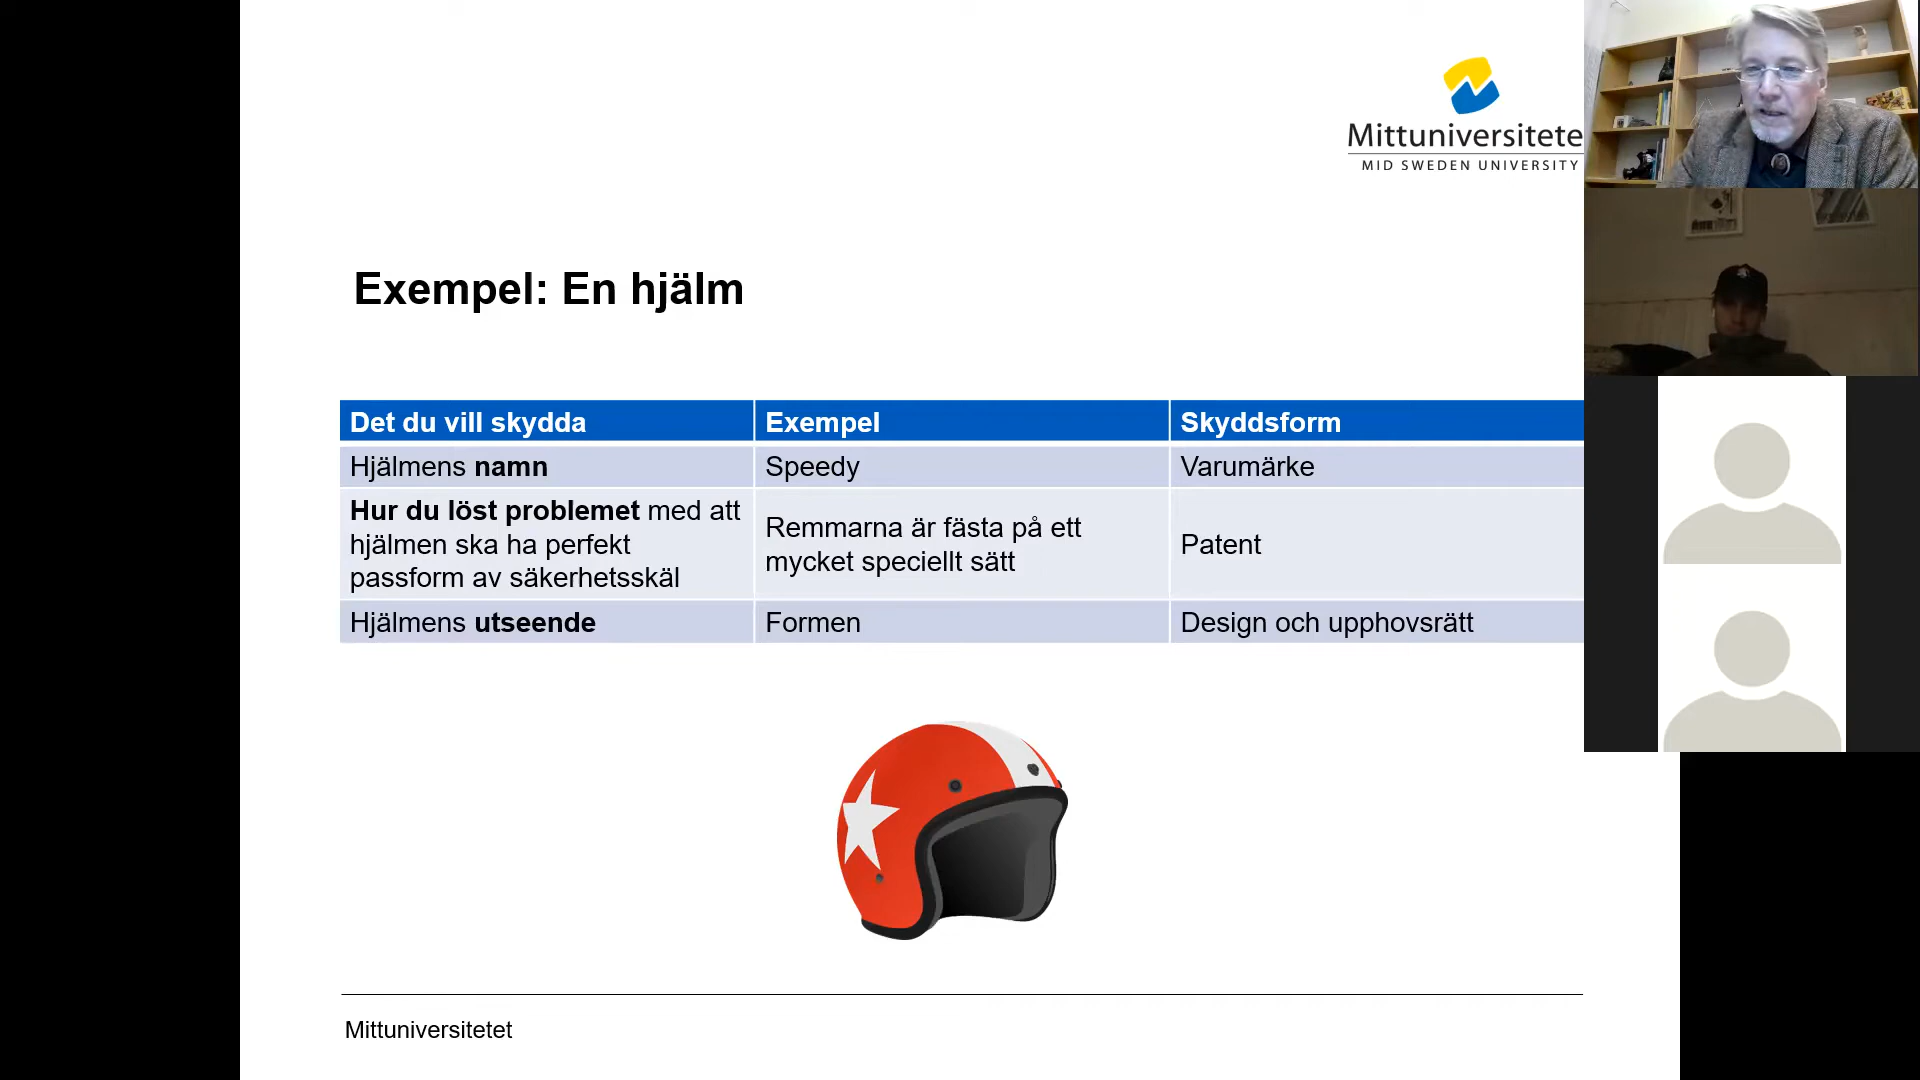 Mittuniversitete
MID SWEDEN UNIVERSITY
Exempel: En hjälm
Det du vill skydda
Exempel
Skyddsform
Hjälmens namn
Speedy
Varumärke
Hur du löst problemet med att
hjälmen ska ha perfekt
passform av säkerhetsskäl
Remmarna är fästa på ett
mycket speciellt sätt
Patent
Hjälmens utseende
Formen
Design och upphovsrätt
Mittuniversitetet